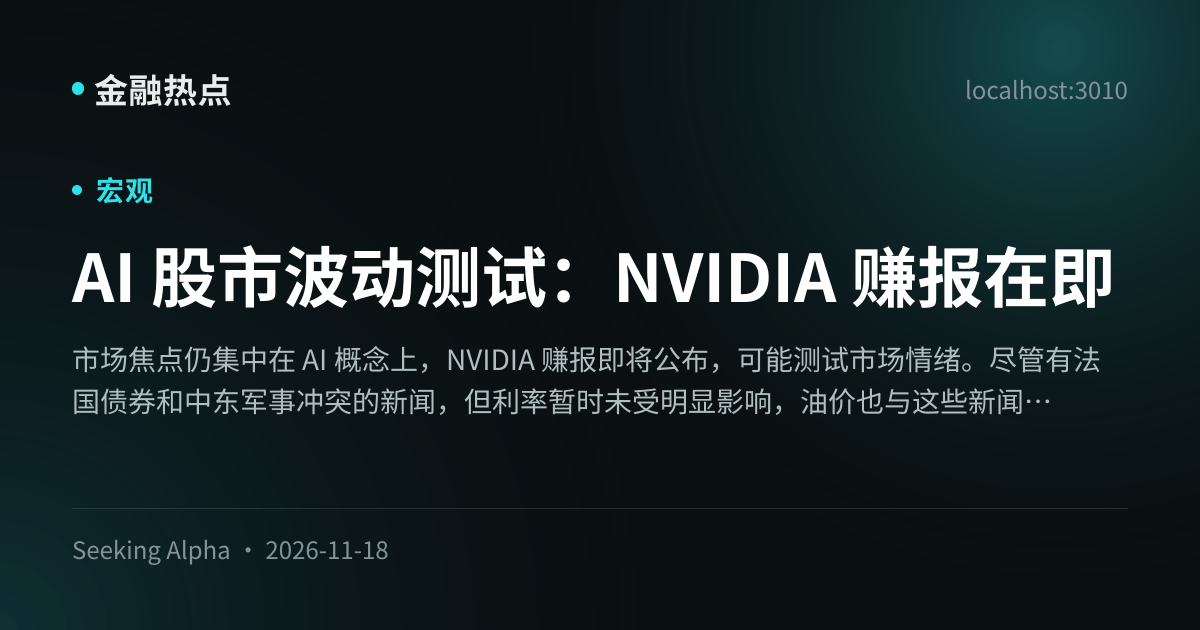 金融热点
localhost:3010
宏观
AI 股市波动测试：NVIDIA 赚报在即
市场焦点仍集中在 AI 概念上，NVIDIA 赚报即将公布，可能测试市场情绪。尽管有法
国债券和中东军事冲突的新闻，但利率暂时未受明显影响，油价也与这些新闻…
Seeking Alpha · 2026-11-18